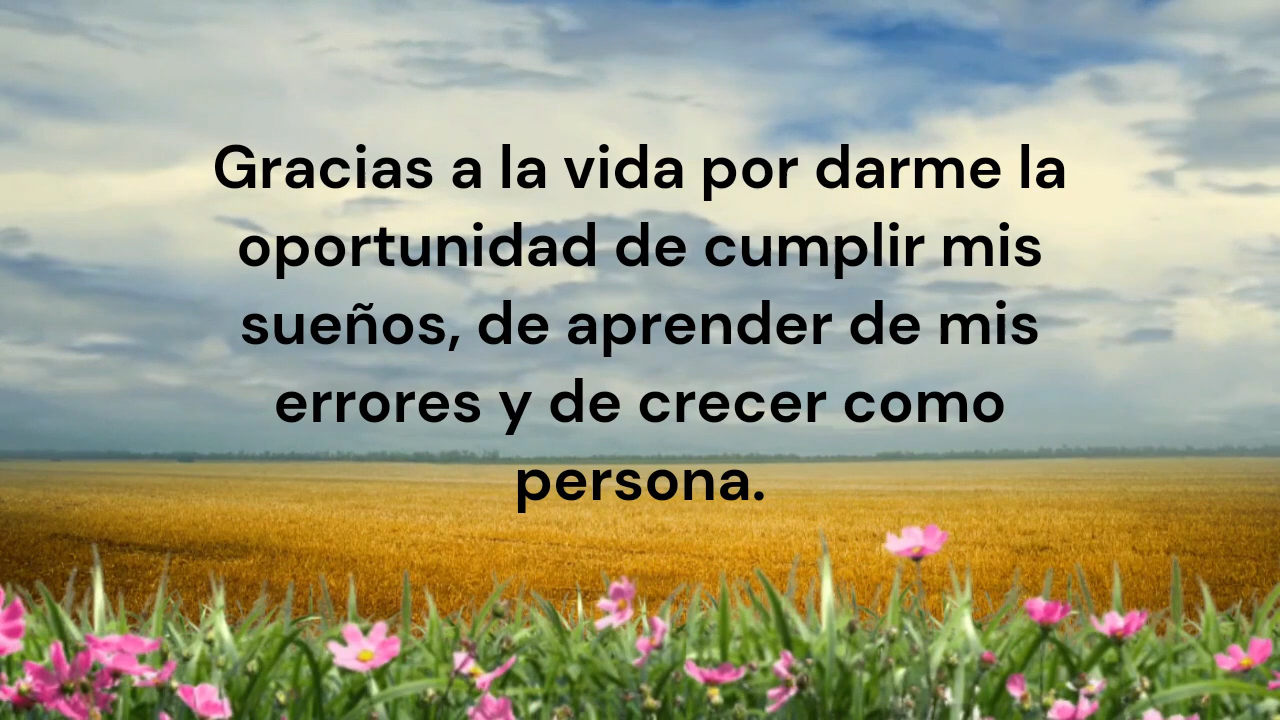 Gracias a la vida por darme la
oportunidad de cumplir mis
sueños, de aprender de mis
errores y de crecer como
persona.